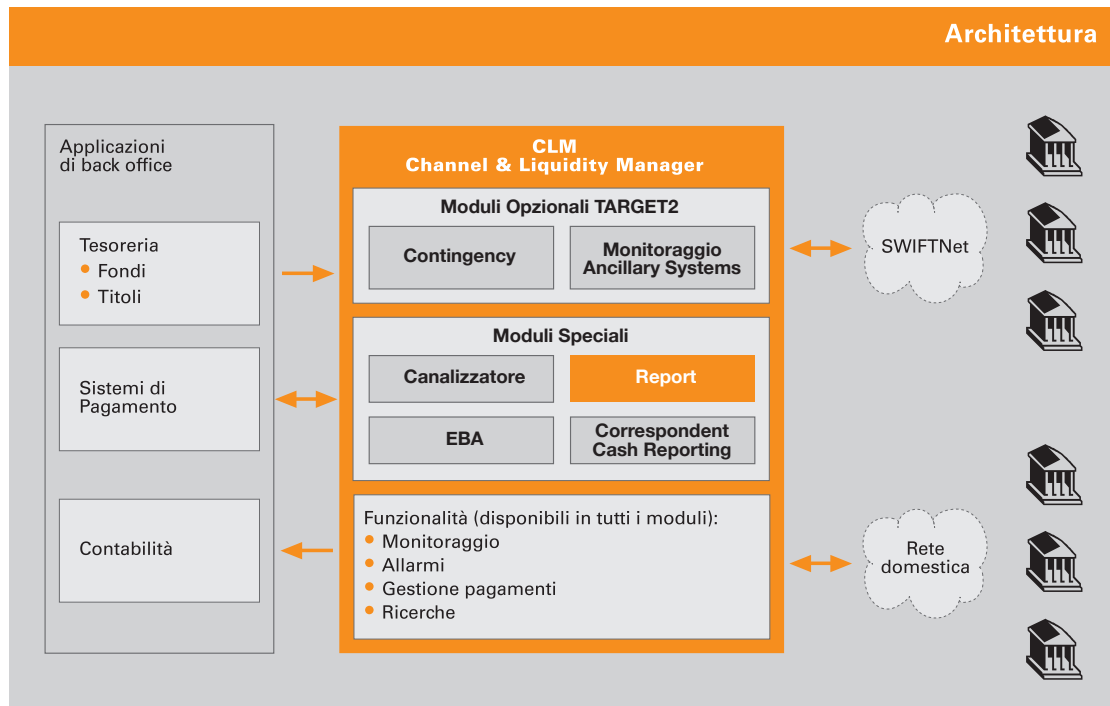 Architettura
Applicazioni
di back office
Tesoreria
• Fondi
• Titoli
Sistemi di
Pagamento
Contabilità
CLM
Channel & Liquidity Manager
Moduli Opzionali TARGET2
Contingency
Monitoraggio
Ancillary Systems
Moduli Speciali
Canalizzatore
Report
EBA
Correspondent
Cash Reporting
Funzionalità (disponibili in tutti i moduli):
• Monitoraggio
• Allarmi
• Gestione pagamenti
• Ricerche
SWIFTNet
Rete
domestica